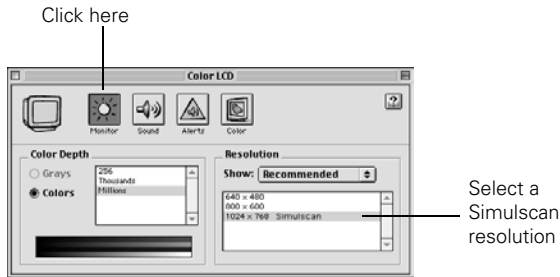 Click here
Color LCD
Monitor Sound Alerts Color
?
Color Depth
Grays
Colors
256
Thousands
Millions
Resolution
Show: Recommended
640 x 480
800 x 600
1024 x 768 Simulscan
Select a
Simulscan
resolution